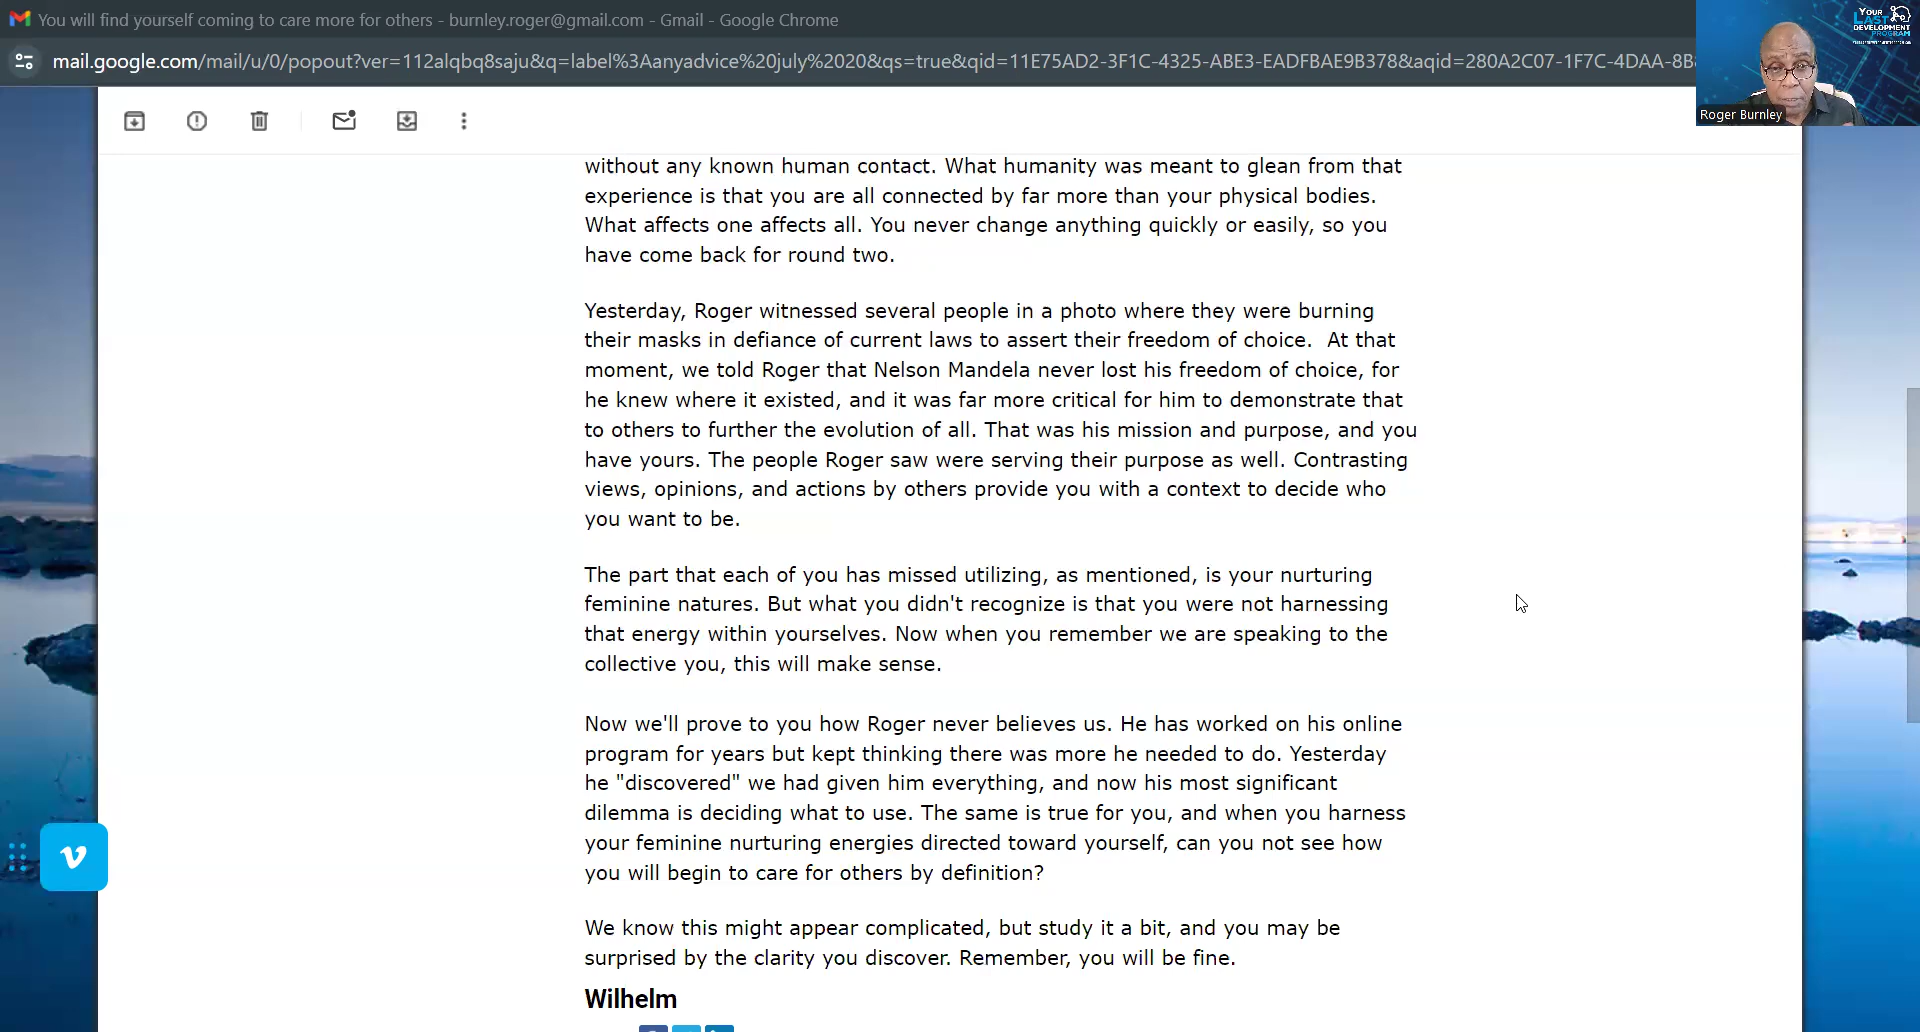 You will find yourself coming to care more for others - burnley.roger@gmail.com - Gmail - Google Chrome
mail.google.com/mail/u/0/popout?ver=112alqbq8saju&q=label%3Aanyadvice%20july%2020&qs=true&qid=11E75AD2-3F1C-4325-ABE3-EADFBAE9B378&aqid=280A2C07-1F7C-4DAA-8B
YOUR
LAST
DEVELOPMENT
PROGRAM
Roger Burnley
without any known human contact. What humanity was meant to glean from that
experience is that you are all connected by far more than your physical bodies.
What affects one affects all. You never change anything quickly or easily, so you
have come back for round two.
Yesterday, Roger witnessed several people in a photo where they were burning
their masks in defiance of current laws to assert their freedom of choice.  At that
moment, we told Roger that Nelson Mandela never lost his freedom of choice, for
he knew where it existed, and it was far more critical for him to demonstrate that
to others to further the evolution of all. That was his mission and purpose, and you
have yours. The people Roger saw were serving their purpose as well. Contrasting
views, opinions, and actions by others provide you with a context to decide who
you want to be.
The part that each of you has missed utilizing, as mentioned, is your nurturing
feminine natures. But what you didn't recognize is that you were not harnessing
that energy within yourselves. Now when you remember we are speaking to the
collective you, this will make sense.
Now we'll prove to you how Roger never believes us. He has worked on his online
program for years but kept thinking there was more he needed to do. Yesterday
he "discovered" we had given him everything, and now his most significant
dilemma is deciding what to use. The same is true for you, and when you harness
your feminine nurturing energies directed toward yourself, can you not see how
you will begin to care for others by definition?
We know this might appear complicated, but study it a bit, and you may be
surprised by the clarity you discover. Remember, you will be fine.
Wilhelm